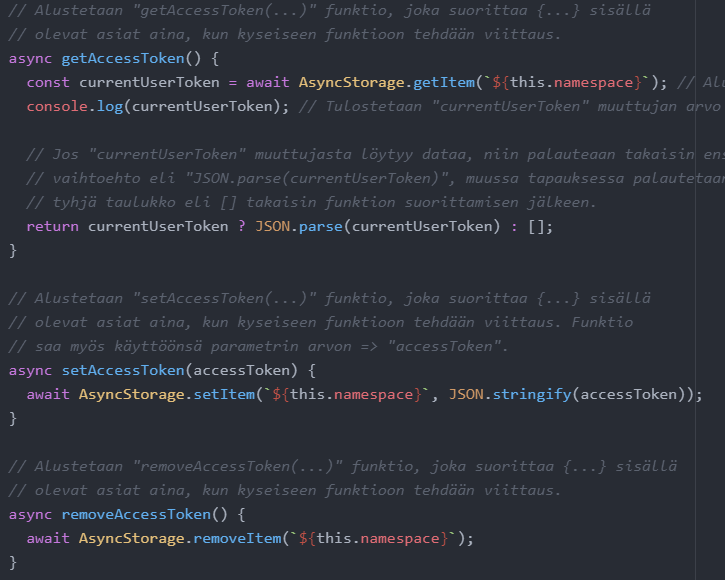 // Alustetaan "getAccessToken(...)" funktio, joka suorittaa {...} sisällä
// olevat asiat aina, kun kyseiseen funktioon tehdään viittaus.
async getAccessToken() {
const currentUserToken = await AsyncStorage.getItem(`${this.namespace}`); //
console.log(currentUserToken); // Tulostetaan "currentUserToken" muuttujan arvo
// Jos "currentUserToken" muuttujasta löytyy dataa, niin palauteaan takaisin
// vaihtoehto eli "JSON.parse(currentUserToken)", muussa tapauksessa palautetaan
// tyhjä taulukko eli [] takaisin funktion suorittamisen jälkeen.
return currentUserToken ? JSON.parse(currentUserToken) : [];
}
// Alustetaan "setAccessToken(...)" funktio, joka suorittaa {...} sisällä
// olevat asiat aina, kun kyseiseen funktioon tehdään viittaus. Funktio
// saa myös käyttöönsä parametrin arvon => "accessToken".
async setAccessToken(accessToken) {
await AsyncStorage.setItem(`${this.namespace}`, JSON.stringify(accessToken));
}
// Alustetaan "removeAccessToken(...)" funktio, joka suorittaa {...} sisällä
// olevat asiat aina, kun kyseiseen funktioon tehdään viittaus.
async removeAccessToken() {
await AsyncStorage.removeItem(`${this.namespace}`);
}